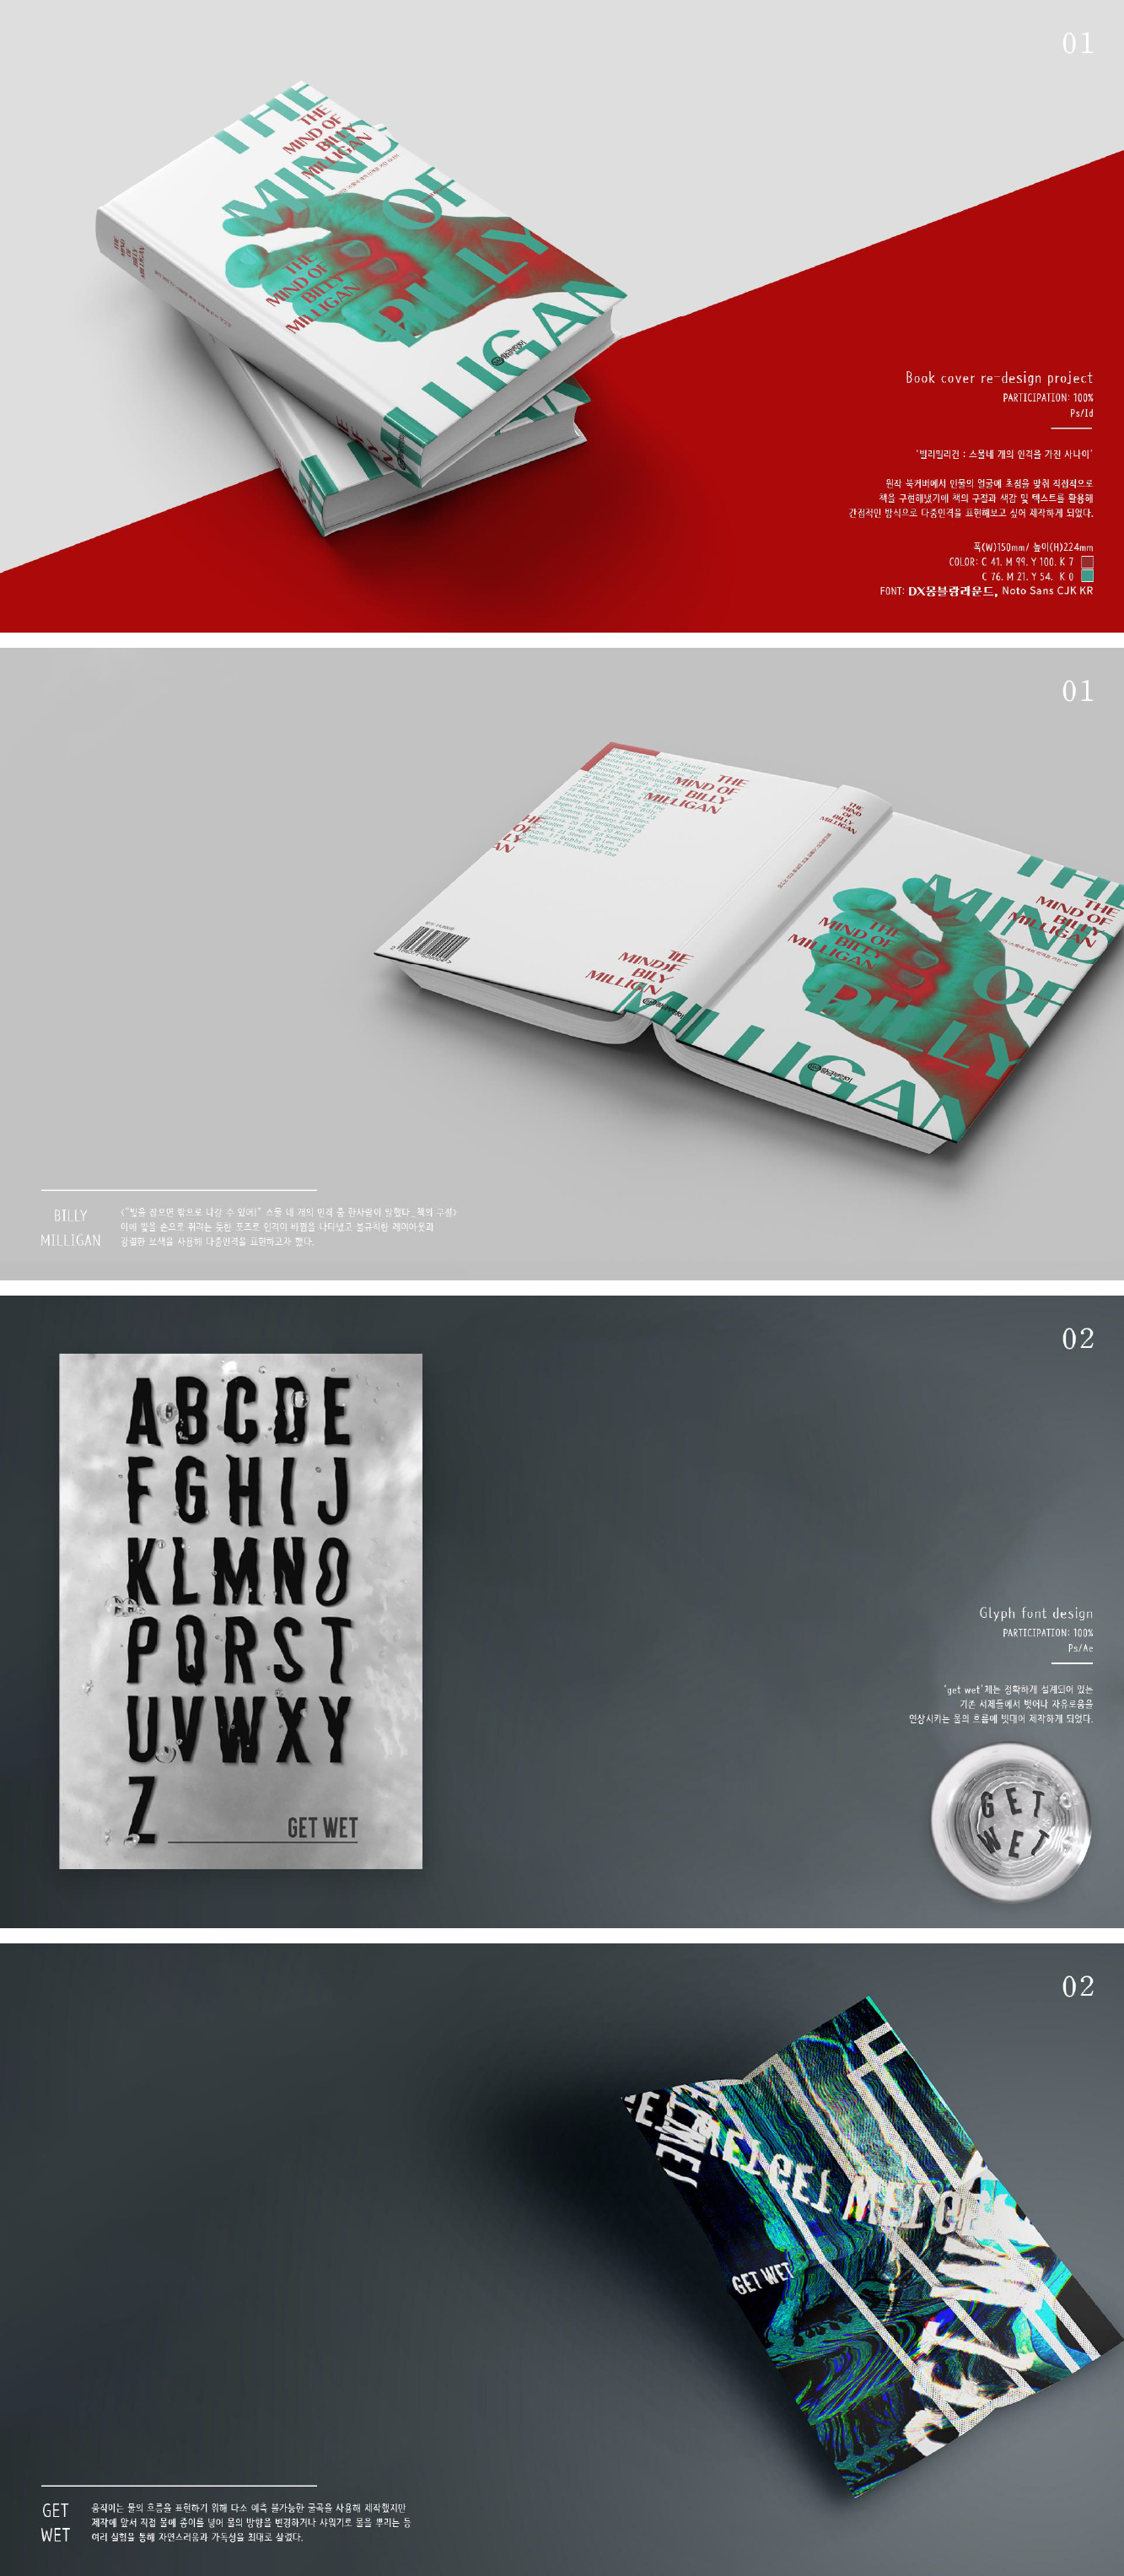 01
THE
MIND OF
BILLY
MILLIGAN
THE
MIND
OF
BILLY
LLIGAN
THE
MIND OF
BILLY
MILLIGAN
THE
MIND
OF
BILLY
Book cover re-design project
PARTICIPATION: 100%
Ps/Id
'빌리밀리건 : 스물네 개의 인격을 가진 사나이'
원작 북커버에서 인물의 얼굴에 초점을 맞춰 직접적으로
책을 구현해냈기에 책의 구절과 색감 및 텍스트를 활용해
간접적인 방식으로 다중인격을 표현해보고 싶어 제작하게 되었다.
폭(W)150mm/ 높이(H)224mm
COLOR: C 41. M 99. Y 100. K 7
C 76. M 21. Y 54. K 0
FONT: DX몽블랑라운드, Noto Sans CJK KR
01
THE
MIND OF
BILLY
MILLIGAN
THE
MIND
OF
BILLY
MILLIGAN
THE
MIND
OF
BILLY
MILLIGAN
THE
MIND OF
BILLY
MILLIGAN
THE
MIND OF
BILLY
MILLIGAN
BILLY
MILLIGAN
<"빛을 잡으면 밖으로 나갈 수 있어!" 스물 네 개의 인격 중 한사람이 말했다_책의 구절>
이에 빛을 손으로 쥐려는 듯한 포즈로 인격이 바뀜을 나타냈고 불규칙한 레이아웃과
강렬한 보색을 사용해 다중인격을 표현하고자 했다.
02
ABCDE
FGHIJ
KLMNO
PQRST
UVWXY
Z
GET WET
Glyph font design
PARTICIPATION: 100%
Ps/Ae
'get wet'체는 정확하게 설계되어 있는
기존 서체들에서 벗어나 자유로움을
연상시키는 물의 흐름에 빗대어 제작하게 되었다.
GET
WET
02
GET WET
GET
WET
움직이는 물의 흐름을 표현하기 위해 다소 예측 불가능한 굴곡을 사용해 제작했지만
제작에 앞서 직접 물에 종이를 넣어 물의 방향을 변경하거나 샤워기로 물을 뿌리는 등
여러 실험을 통해 자연스러움과 가독성을 최대로 살렸다.